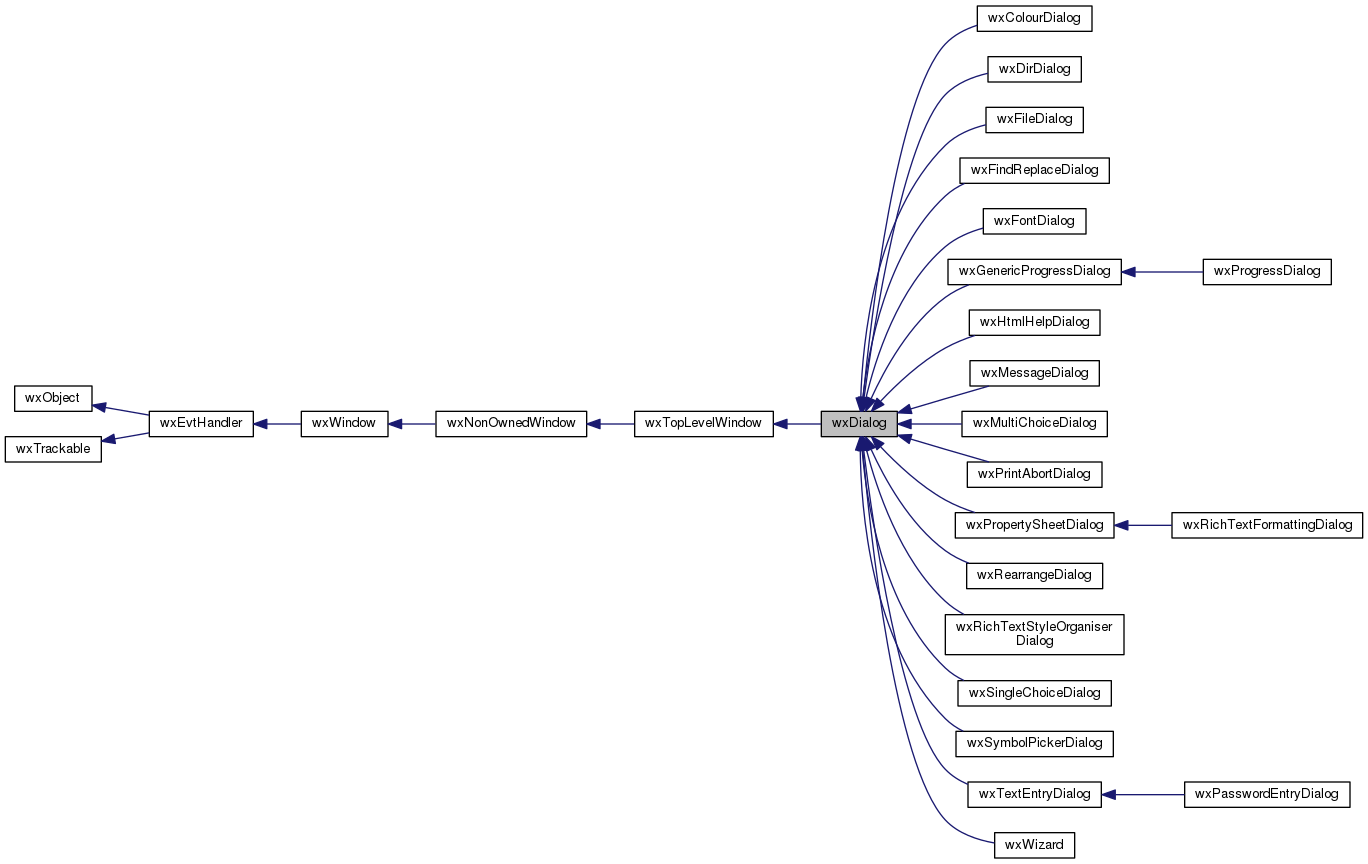 wxColourDialog
wxDirDialog
wxFileDialog
wxFindReplaceDialog
wxFontDialog
wxGenericProgressDialog
wxProgressDialog
wxHtmlHelpDialog
wxMessageDialog
wxObject
wxTrackable
wxEvtHandler
wxWindow
wxNonOwnedWindow
wxTopLevelWindow
wxDialog
wxMultiChoiceDialog
wxPrintAbortDialog
wxPropertySheetDialog
wxRichTextFormattingDialog
wxRearrangeDialog
wxRichTextStyleOrganiser
Dialog
wxSingleChoiceDialog
wxSymbolPickerDialog
wxTextEntryDialog
wxPasswordEntryDialog
wxWizard